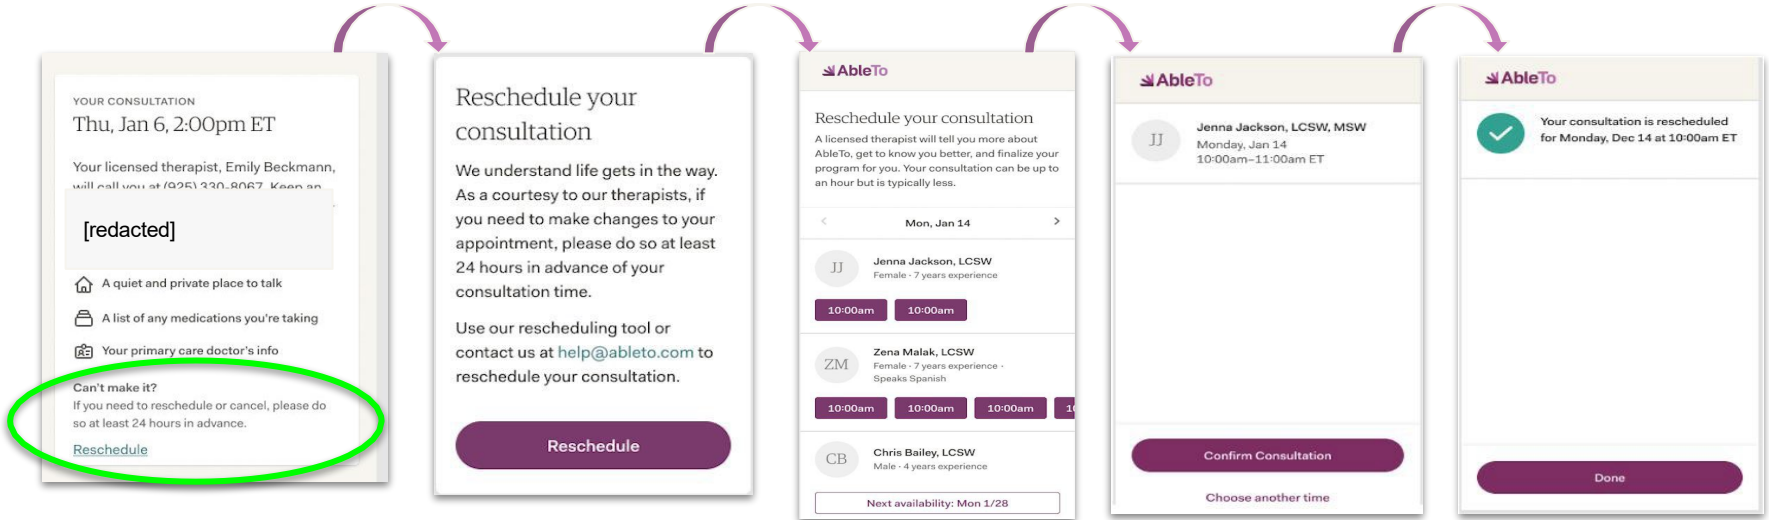 YOUR CONSULTATION
Thu, Jan 6, 2:00pm ET
Your licensed therapist, Emily Beckmann,
will call you at (925) 330-8067. Keep an
[redacted]
A quiet and private place to talk
A list of any medications you're taking
Your primary care doctor's info
Can't make it?
If you need to reschedule or cancel, please do
so at least 24 hours in advance.
Reschedule
Reschedule your
consultation
We understand life gets in the way.
As a courtesy to our therapists, if
you need to make changes to your
appointment, please do so at least
24 hours in advance of your
consultation time.
Use our rescheduling tool or
contact us at help@ableto.com to
reschedule your consultation.
Reschedule
AbleTo
Reschedule your consultation
A licensed therapist will tell you more about
AbleTo, get to know you better, and finalize your
program for you. Your consultation can be up to
an hour but is typically less.
< Mon, Jan 14 >
JJ
Jenna Jackson, LCSW
Female · 7 years experience
10:00am 10:00am
ZM
Zena Malak, LCSW
Female · 7 years experience ·
Speaks Spanish
10:00am 10:00am 10:00am 1
CB
Chris Bailey, LCSW
Male · 4 years experience
Next availability: Mon 1/28
AbleTo
JJ
Jenna Jackson, LCSW, MSW
Monday, Jan 14
10:00am–11:00am ET
Confirm Consultation
Choose another time
AbleTo
Your consultation is rescheduled
for Monday, Dec 14 at 10:00am ET
Done